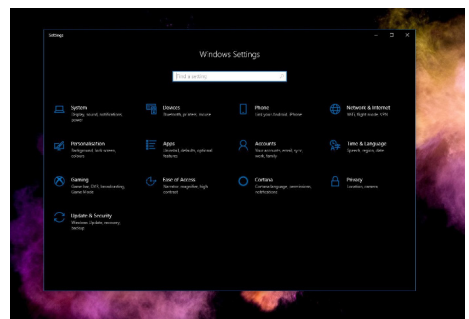 Settings
Windows Settings
Find a setting
System
Display, sound, notifications,
power
Devices
Bluetooth, printers, mouse
Phone
Link your Android, iPhone
Network & Internet
WiFi, flight mode, VPN
Personalisation
Background, lock screen,
colours
Apps
Uninstall, defaults, optional
features
Accounts
Your accounts, email, sync,
work, family
Time & Language
Speech, region, date
Gaming
Game bar, DVR, broadcasting,
Game Mode
Ease of Access
Narrator, magnifier, high
contrast
Cortana
Cortana language, permissions,
notifications
Privacy
Location, camera
Update & Security
Windows Update, recovery,
backup